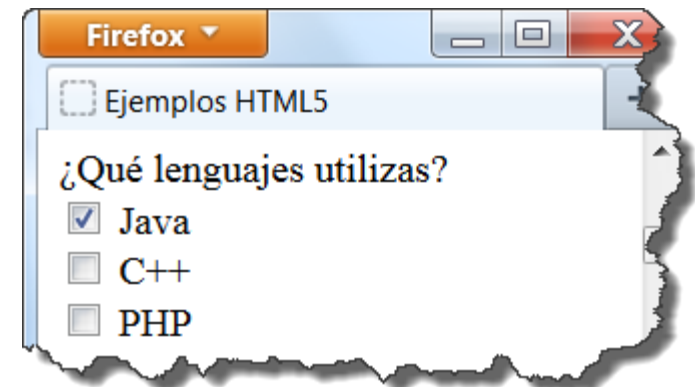 Firefox
Ejemplos HTML5
¿Qué lenguajes utilizas?
Java
C++
PHP